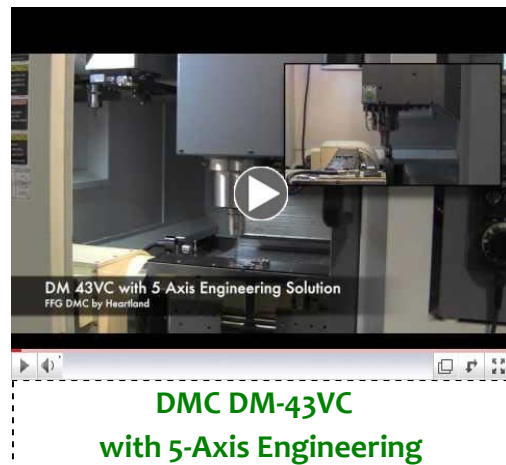 DM 43VC with 5 Axis Engineering Solution
FFG DMC by Heartland
DMC DM-43VC
with 5-Axis Engineering